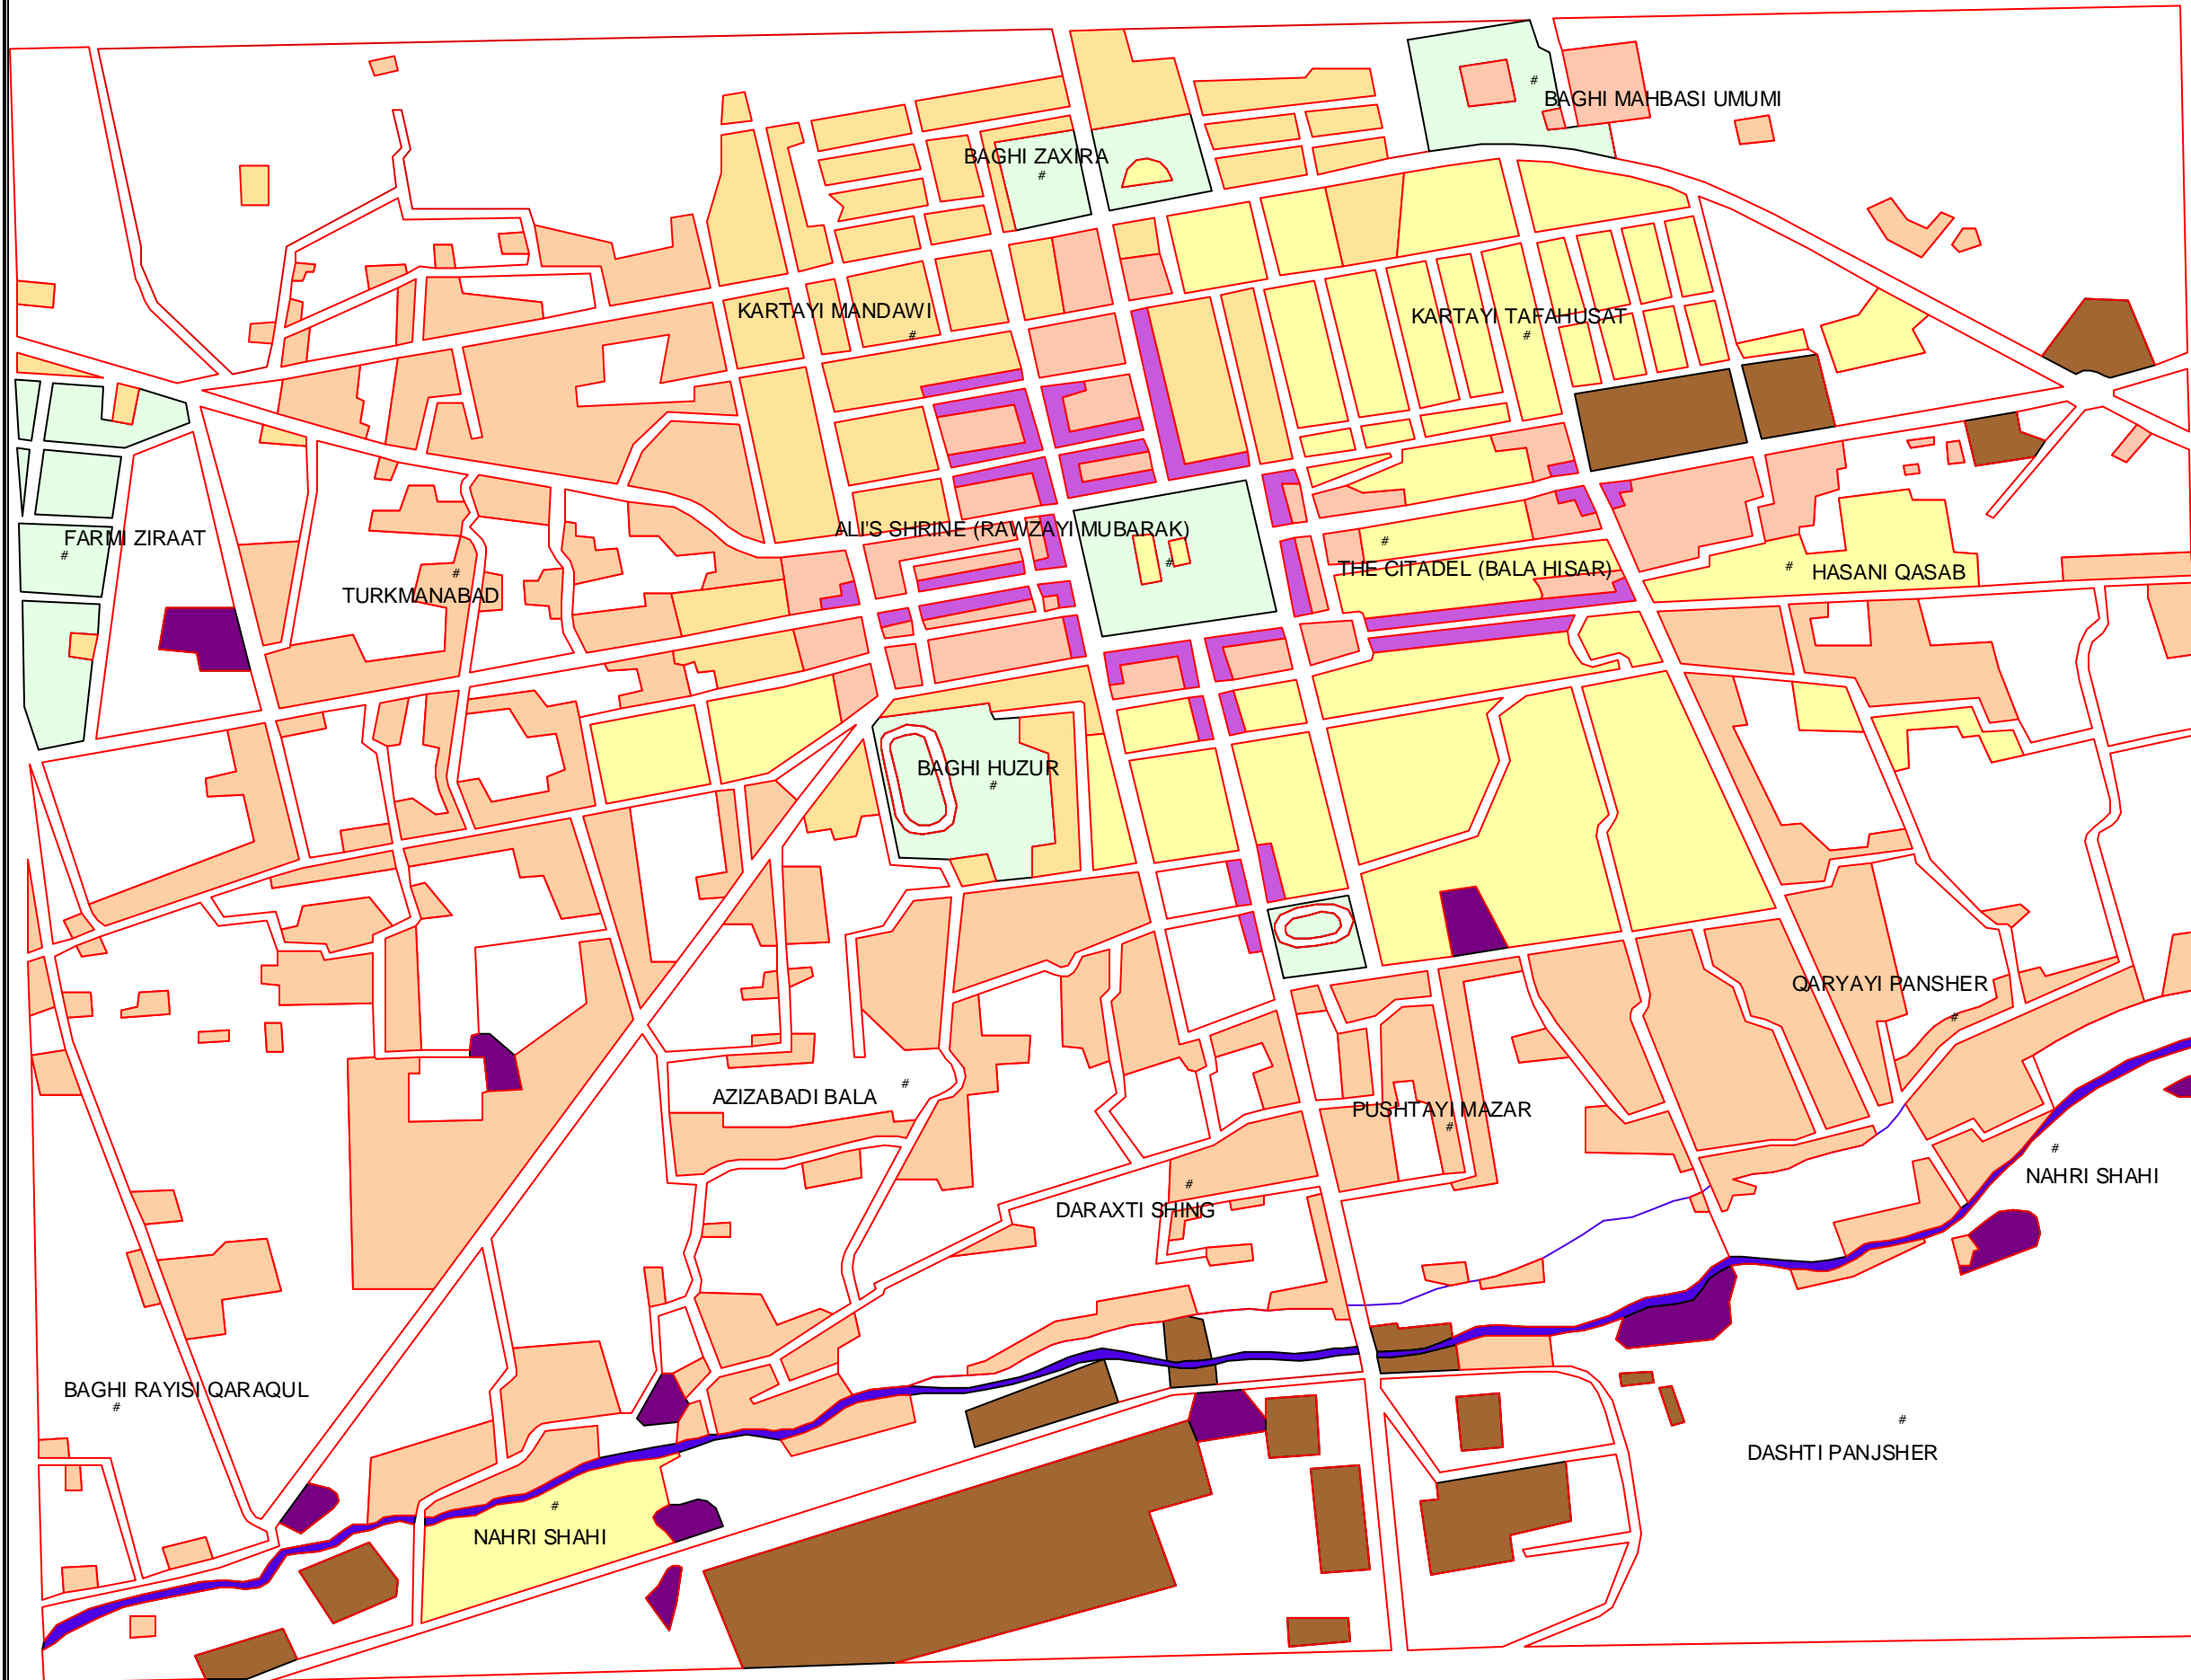 BAGHI MAHBASI UMUMI
BAGHI ZAXIRA
KARTAYI MANDAWI
KARTAYI TAFAHUSAT
ALI'S SHRINE (RAWZAYI MUBARAK)
FARMI ZIRAAT
THE CITADEL (BALA HISAR)
HASANI QASAB
TURKMANABAD
BAGHI HUZUR
QARYAYI PANSHER
AZIZABADI BALA
PUSHTAYI MAZAR
NAHRI SHAHI
DARAXTI SHING
BAGHI RAYISI QARAQUL
DASHTI PANJSHER
NAHRI SHAHI